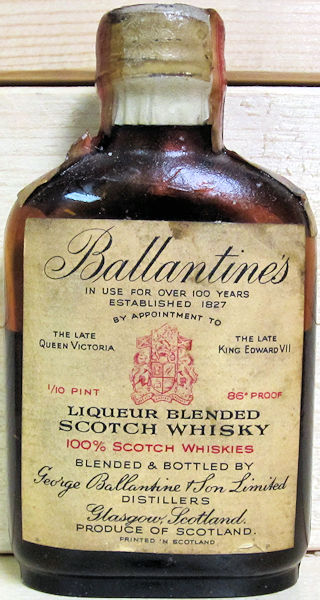 Ballantine's
IN USE FOR OVER 100 YEARS
ESTABLISHED 1827
BY APPOINTMENT TO
THE LATE
QUEEN VICTORIA
THE LATE
KING EDWARD VII
1/10 PINT
86° PROOF
LIQUEUR BLENDED
SCOTCH WHISKY
100% SCOTCH WHISKIES
BLENDED & BOTTLED BY
George Ballantine & Son Limited
DISTILLERS
Glasgow, Scotland.
PRODUCE OF SCOTLAND.
PRINTED IN SCOTLAND